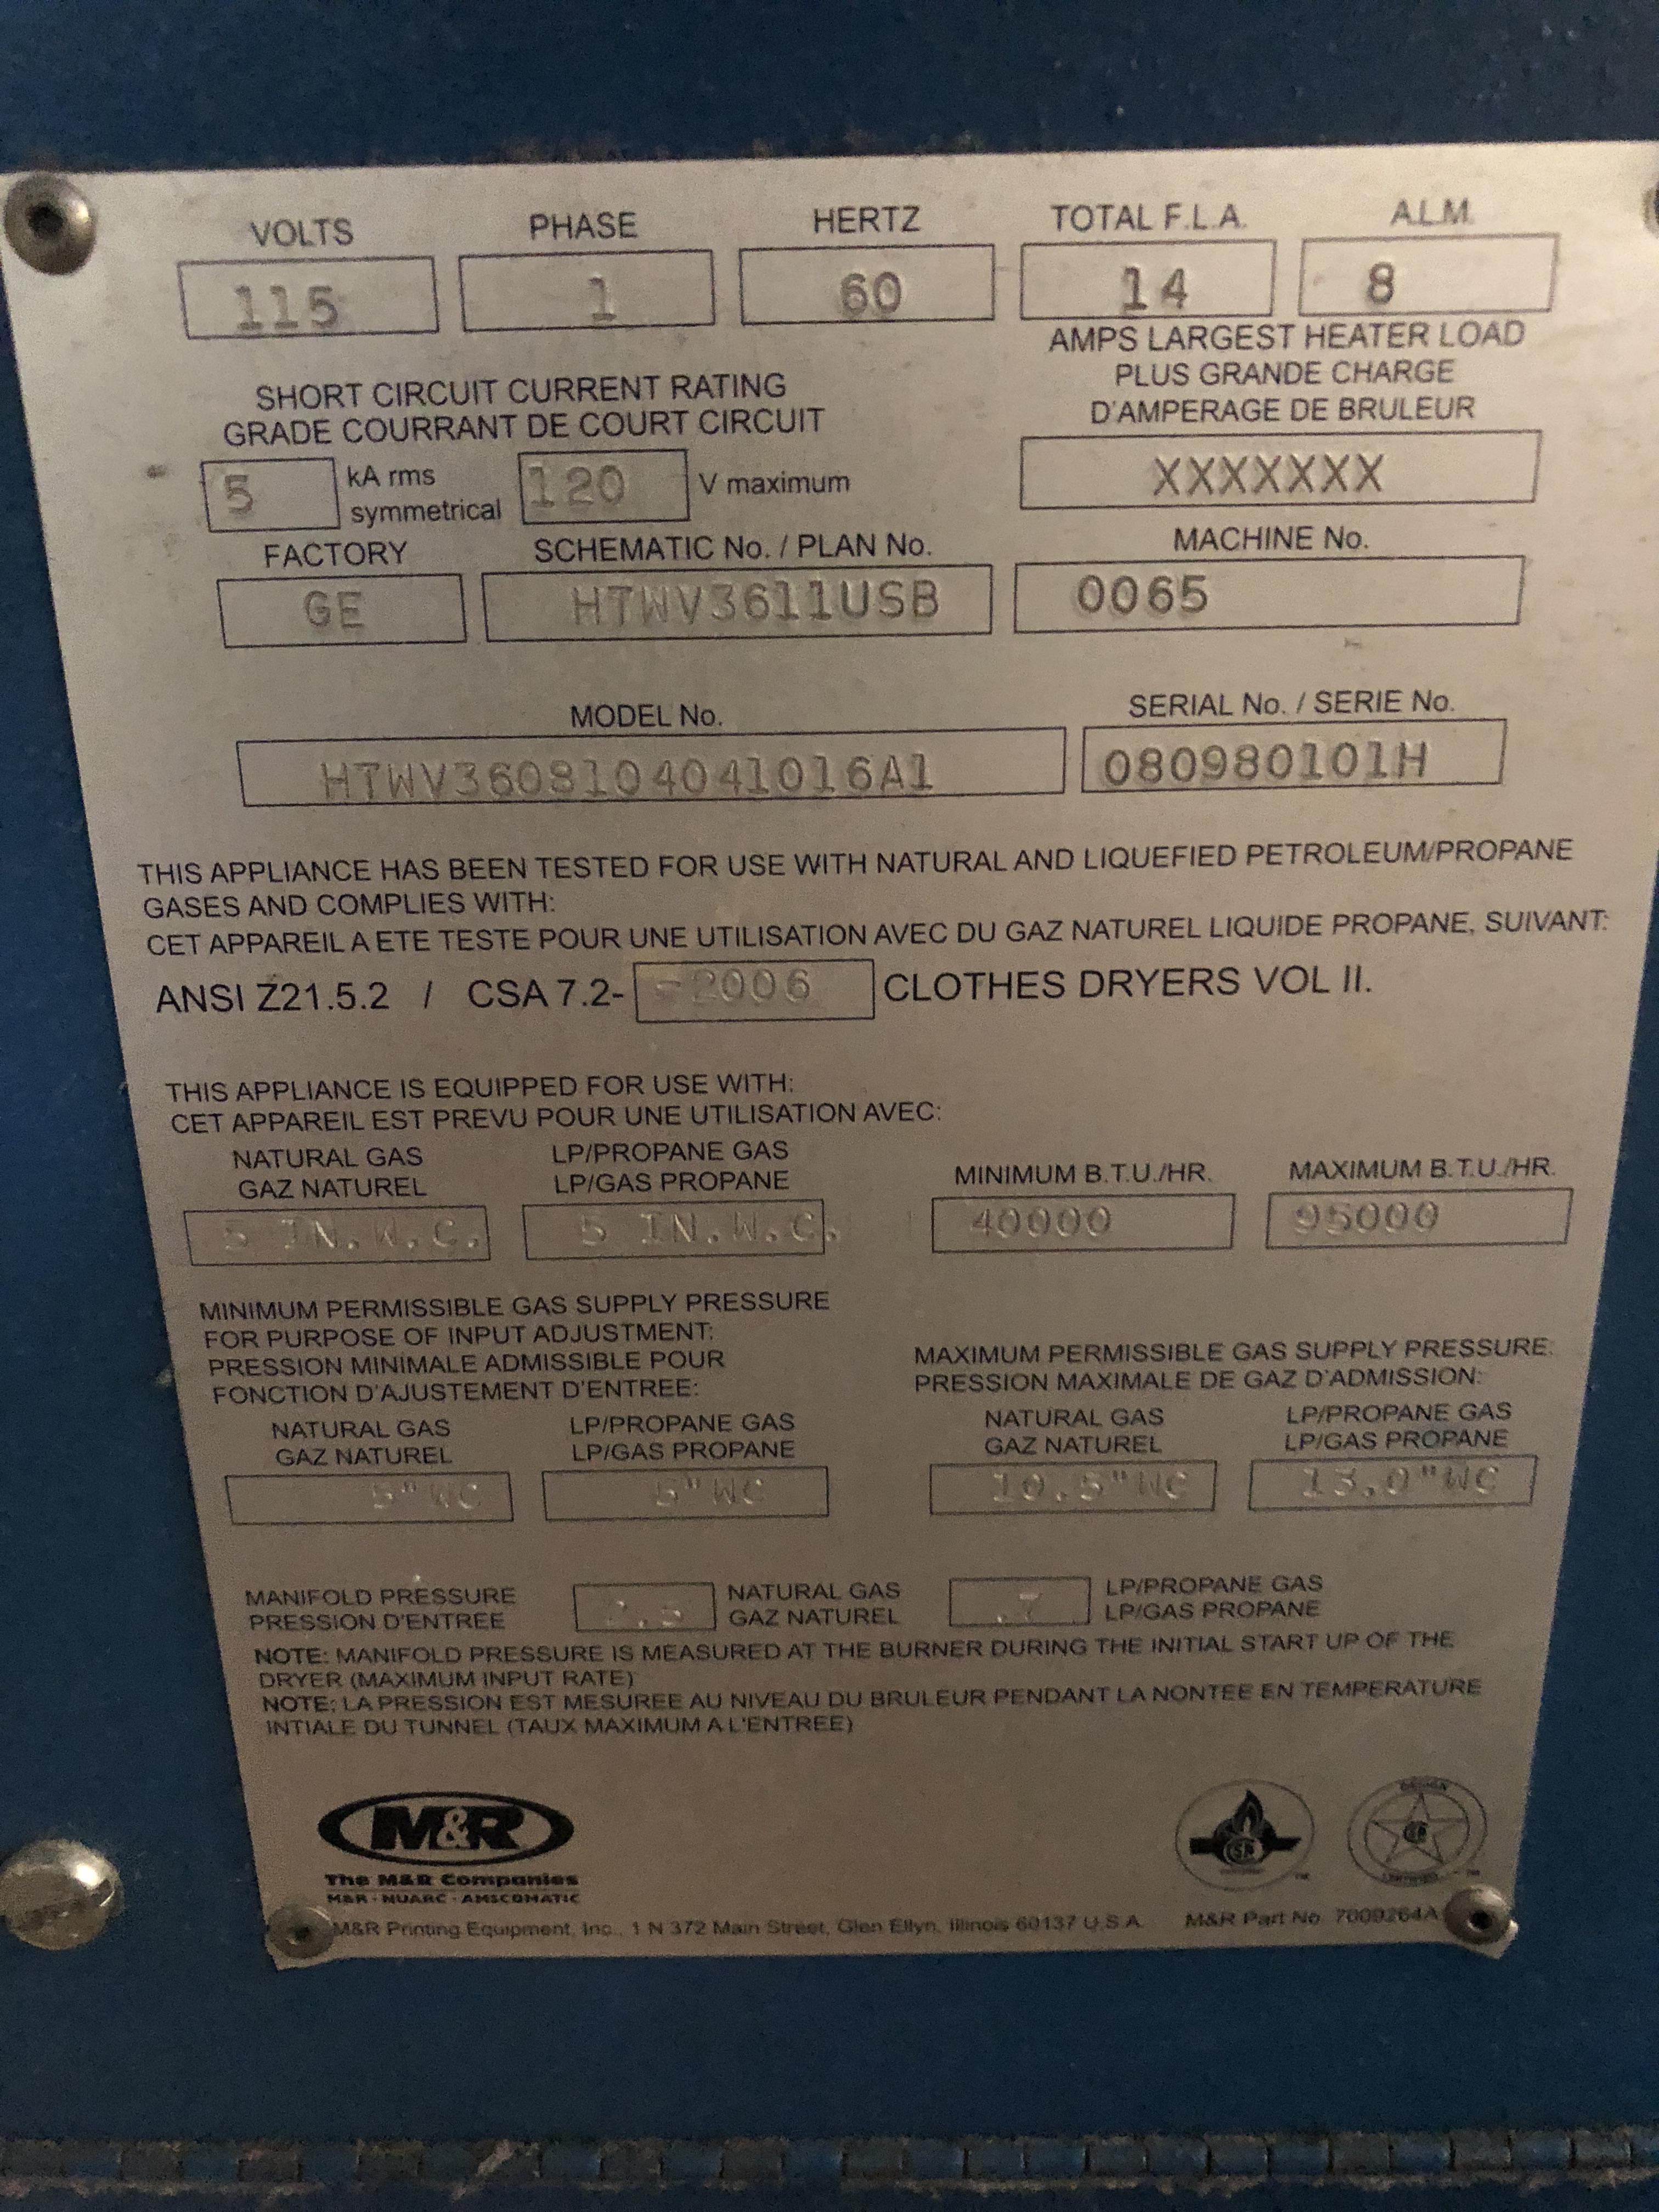 VOLTS PHASE HERTZ TOTAL F.L.A. A.L.M.
115 1 60 14 8
AMPS LARGEST HEATER LOAD
PLUS GRANDE CHARGE
D'AMPERAGE DE BRULEUR
XXXXXXX
SHORT CIRCUIT CURRENT RATING
GRADE COURRANT DE COURT CIRCUIT
5 kA rms symmetrical 120 V maximum
FACTORY SCHEMATIC No. / PLAN No. MACHINE No.
GE HTWV3611USB 0065
MODEL No. SERIAL No. / SERIE No.
HTWV3608104041016A1 080980101H
THIS APPLIANCE HAS BEEN TESTED FOR USE WITH NATURAL AND LIQUEFIED PETROLEUM/PROPANE
GASES AND COMPLIES WITH:
CET APPAREIL A ETE TESTE POUR UNE UTILISATION AVEC DU GAZ NATUREL LIQUIDE PROPANE, SUIVANT:
ANSI Z21.5.2 / CSA 7.2- -2006 CLOTHES DRYERS VOL II.
THIS APPLIANCE IS EQUIPPED FOR USE WITH:
CET APPAREIL EST PREVU POUR UNE UTILISATION AVEC:
NATURAL GAS LP/PROPANE GAS
GAZ NATUREL LP/GAS PROPANE MINIMUM B.T.U./HR. MAXIMUM B.T.U./HR.
5 IN.W.C. 5 IN.W.C. 40000 95000
MINIMUM PERMISSIBLE GAS SUPPLY PRESSURE
FOR PURPOSE OF INPUT ADJUSTMENT:
PRESSION MINIMALE ADMISSIBLE POUR
FONCTION D'AJUSTEMENT D'ENTREE:
MAXIMUM PERMISSIBLE GAS SUPPLY PRESSURE:
PRESSION MAXIMALE DE GAZ D'ADMISSION:
NATURAL GAS LP/PROPANE GAS NATURAL GAS LP/PROPANE GAS
GAZ NATUREL LP/GAS PROPANE GAZ NATUREL LP/GAS PROPANE
5"WC 5"WC 10.5"WC 13.0"WC
MANIFOLD PRESSURE NATURAL GAS .7 LP/PROPANE GAS
PRESSION D'ENTREE GAZ NATUREL LP/GAS PROPANE
NOTE: MANIFOLD PRESSURE IS MEASURED AT THE BURNER DURING THE INITIAL START UP OF THE
DRYER (MAXIMUM INPUT RATE)
NOTE: LA PRESSION EST MESUREE AU NIVEAU DU BRULEUR PENDANT LA NONTEE EN TEMPERATURE
INTIALE DU TUNNEL (TAUX MAXIMUM A L'ENTREE)
M&R
The M&R Companies
M&R · NUARC · AMSCOMATIC
M&R Printing Equipment, Inc., 1 N 372 Main Street, Glen Ellyn, Illinois 60137 U.S.A. M&R Part No. 7009264A